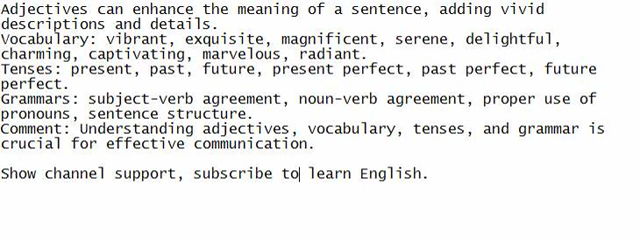 Adjectives can enhance the meaning of a sentence, adding vivid
descriptions and details.
Vocabulary: vibrant, exquisite, magnificent, serene, delightful,
charming, captivating, marvelous, radiant.
Tenses: present, past, future, present perfect, past perfect, future
perfect.
Grammars: subject-verb agreement, noun-verb agreement, proper use of
pronouns, sentence structure.
Comment: Understanding adjectives, vocabulary, tenses, and grammar is
crucial for effective communication.
Show channel support, subscribe to learn English.